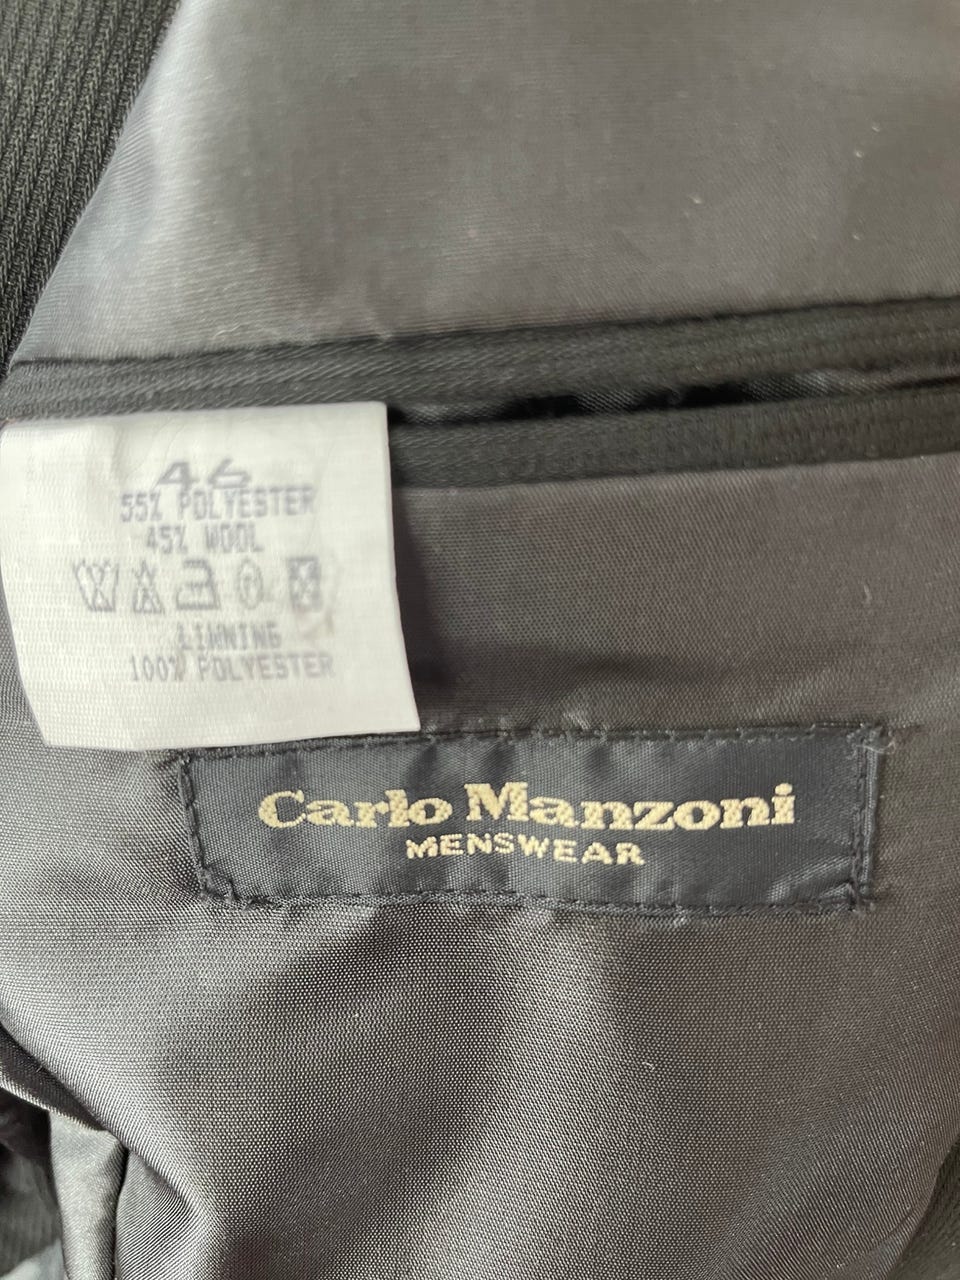 46
55% POLYESTER
45% WOOL
LINNING
100% POLYESTER
Carlo Manzoni
MENSWEAR